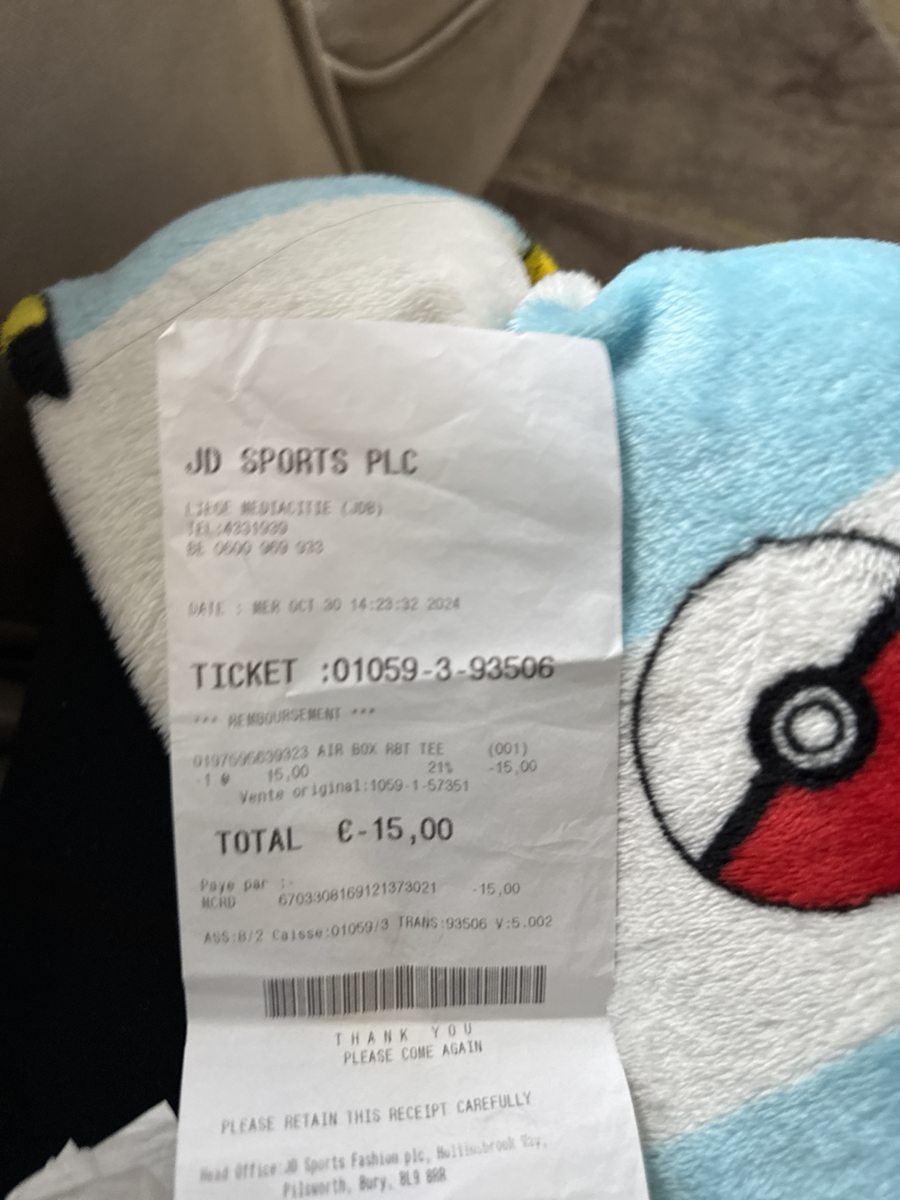 JD SPORTS PLC
LIEGE MEDIACITIE (JDB)
TEL:4331939
BE 0600 969 933
DATE : MER OCT 30 14:23:32 2024
TICKET :01059-3-93506
*** REMBOURSEMENT ***
AIR BOX RBT TEE (001)
-1 @ 15,00 21% -15,00
Vente original:1059-1-57351
TOTAL €-15,00
Paye par :-
MCRD 6703308169121373021 -15,00
ASS:8/2 Caisse:01059/3 TRANS:93506 V:5.002
THANK YOU
PLEASE COME AGAIN
PLEASE RETAIN THIS RECEIPT CAREFULLY
Head Office JD Sports Fashion plc, Hollinsbrook Way,
Pilsworth, Bury, BL9 8RR